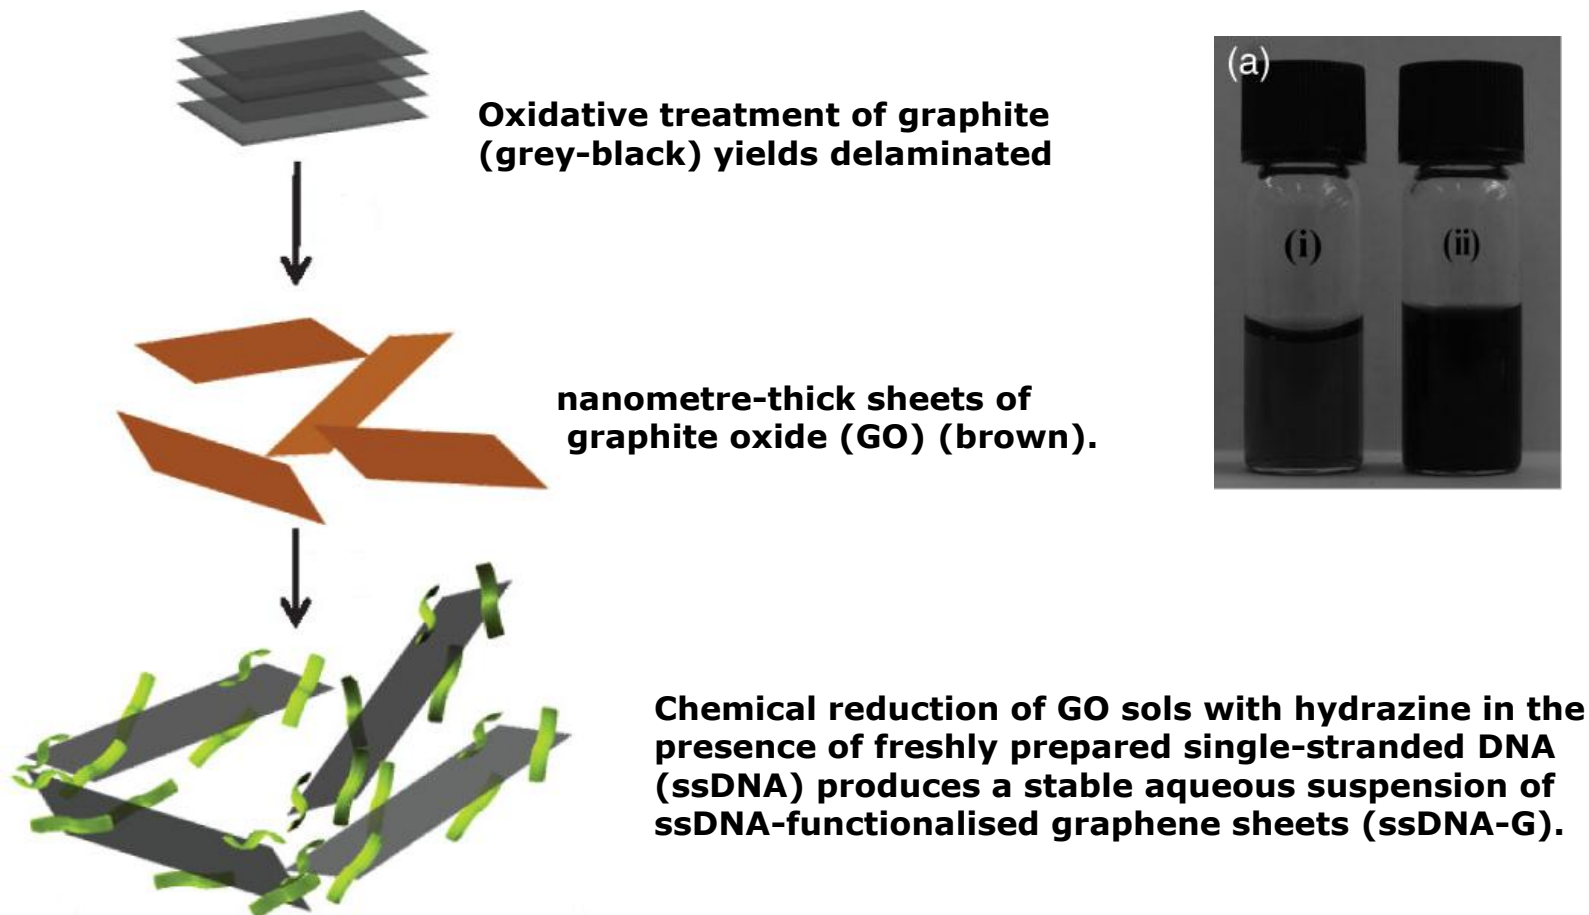 Oxidative treatment of graphite
(grey-black) yields delaminated
(a)
(i)
(ii)
nanometre-thick sheets of
graphite oxide (GO) (brown).
Chemical reduction of GO sols with hydrazine in the
presence of freshly prepared single-stranded DNA
(ssDNA) produces a stable aqueous suspension of
ssDNA-functionalised graphene sheets (ssDNA-G).